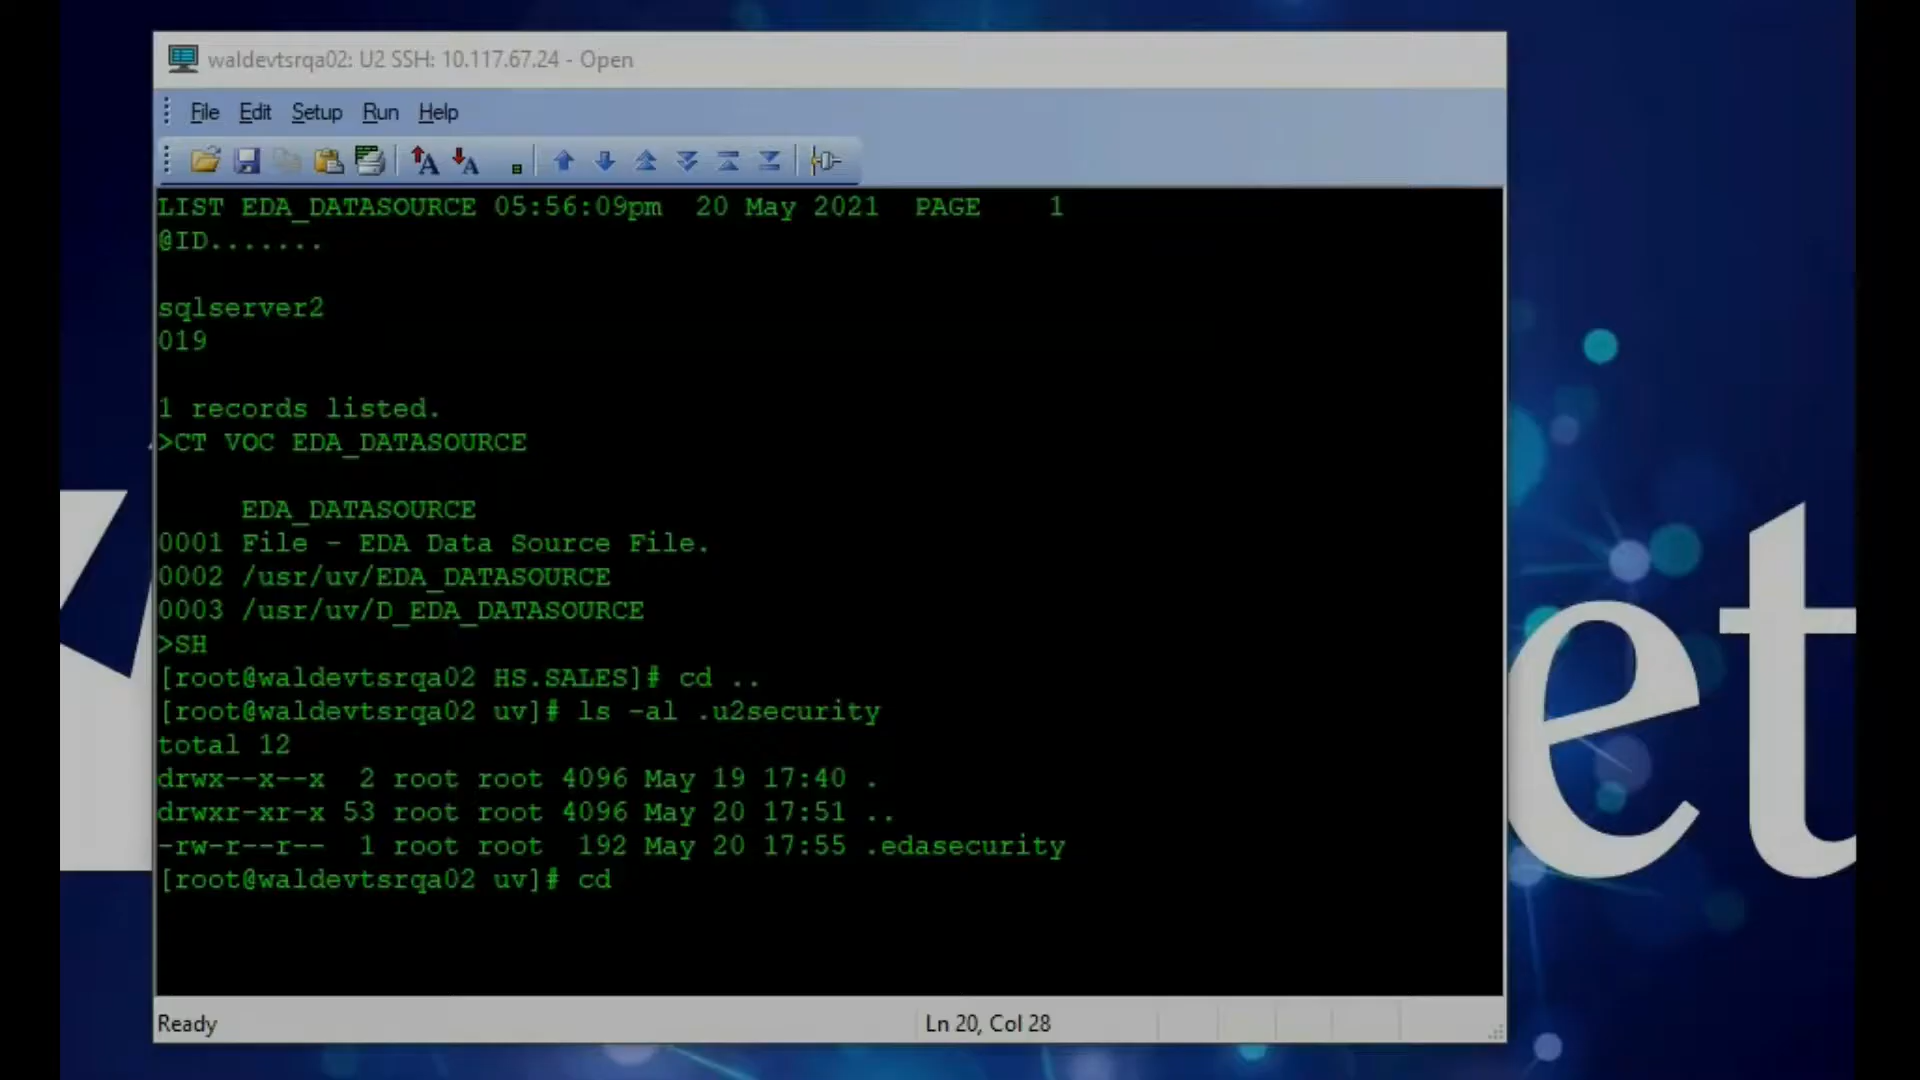 waldevtsrqa02: U2 SSH: 10.117.67.24 - Open
File Edit Setup Run Help
LIST EDA_DATASOURCE 05:56:09pm  20 May 2021  PAGE    1
@ID.......
sqlserver2
019
1 records listed.
>CT VOC EDA_DATASOURCE
EDA_DATASOURCE
0001 File - EDA Data Source File.
0002 /usr/uv/EDA_DATASOURCE
0003 /usr/uv/D_EDA_DATASOURCE
>SH
[root@waldevtsrqa02 HS.SALES]# cd ..
[root@waldevtsrqa02 uv]# ls -al .u2security
total 12
drwx--x--x  2 root root 4096 May 19 17:40 .
drwxr-xr-x 53 root root 4096 May 20 17:51 ..
-rw-r--r--  1 root root  192 May 20 17:55 .edasecurity
[root@waldevtsrqa02 uv]# cd
Ready
Ln 20, Col 28
et